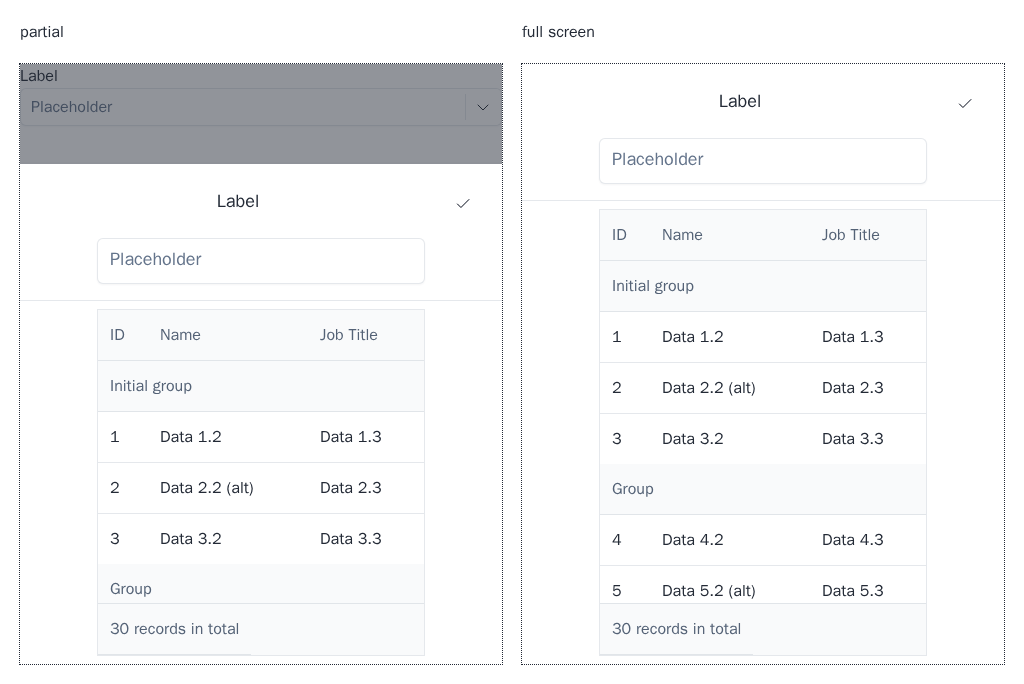 partial
Label
Placeholder
Label
Placeholder
ID Name Job Title
Initial group
1 Data 1.2 Data 1.3
2 Data 2.2 (alt) Data 2.3
3 Data 3.2 Data 3.3
Group
30 records in total
full screen
Label
Placeholder
ID Name Job Title
Initial group
1 Data 1.2 Data 1.3
2 Data 2.2 (alt) Data 2.3
3 Data 3.2 Data 3.3
Group
4 Data 4.2 Data 4.3
5 Data 5.2 (alt) Data 5.3
30 records in total